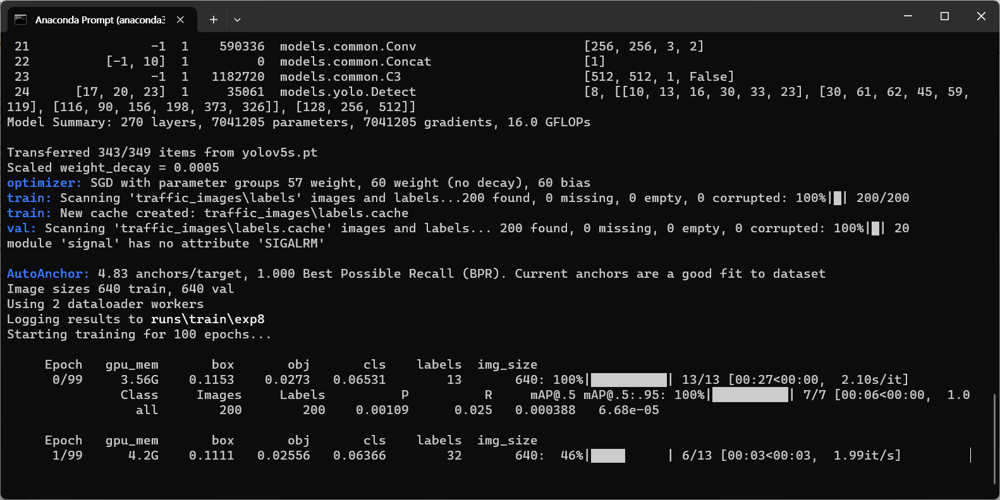 Anaconda Prompt (anaconda3
21 -1 1 590336 models.common.Conv [256, 256, 3, 2]
22 [-1, 10] 1 0 models.common.Concat [1]
23 -1 1 1182720 models.common.C3 [512, 512, 1, False]
24 [17, 20, 23] 1 35061 models.yolo.Detect [8, [[10, 13, 16, 30, 33, 23], [30, 61, 62, 45, 59,
119], [116, 90, 156, 198, 373, 326]], [128, 256, 512]]
Model Summary: 270 layers, 7041205 parameters, 7041205 gradients, 16.0 GFLOPs
Transferred 343/349 items from yolov5s.pt
Scaled weight_decay = 0.0005
optimizer: SGD with parameter groups 57 weight, 60 weight (no decay), 60 bias
train: Scanning 'traffic_images\labels' images and labels...200 found, 0 missing, 0 empty, 0 corrupted: 100%|█| 200/200
train: New cache created: traffic_images\labels.cache
val: Scanning 'traffic_images\labels.cache' images and labels... 200 found, 0 missing, 0 empty, 0 corrupted: 100%|█| 20
module 'signal' has no attribute 'SIGALRM'
AutoAnchor: 4.83 anchors/target, 1.000 Best Possible Recall (BPR). Current anchors are a good fit to dataset
Image sizes 640 train, 640 val
Using 2 dataloader workers
Logging results to runs\train\exp8
Starting training for 100 epochs...
Epoch gpu_mem box obj cls labels img_size
0/99 3.56G 0.1153 0.0273 0.06531 13 640: 100%|██████████| 13/13 [00:27<00:00, 2.10s/it]
Class Images Labels P R mAP@.5 mAP@.5:.95: 100%|██████████| 7/7 [00:06<00:00, 1.0
all 200 200 0.00109 0.025 0.000388 6.68e-05
Epoch gpu_mem box obj cls labels img_size
1/99 4.2G 0.1111 0.02556 0.06366 32 640: 46%|████▌ | 6/13 [00:03<00:03, 1.99it/s]